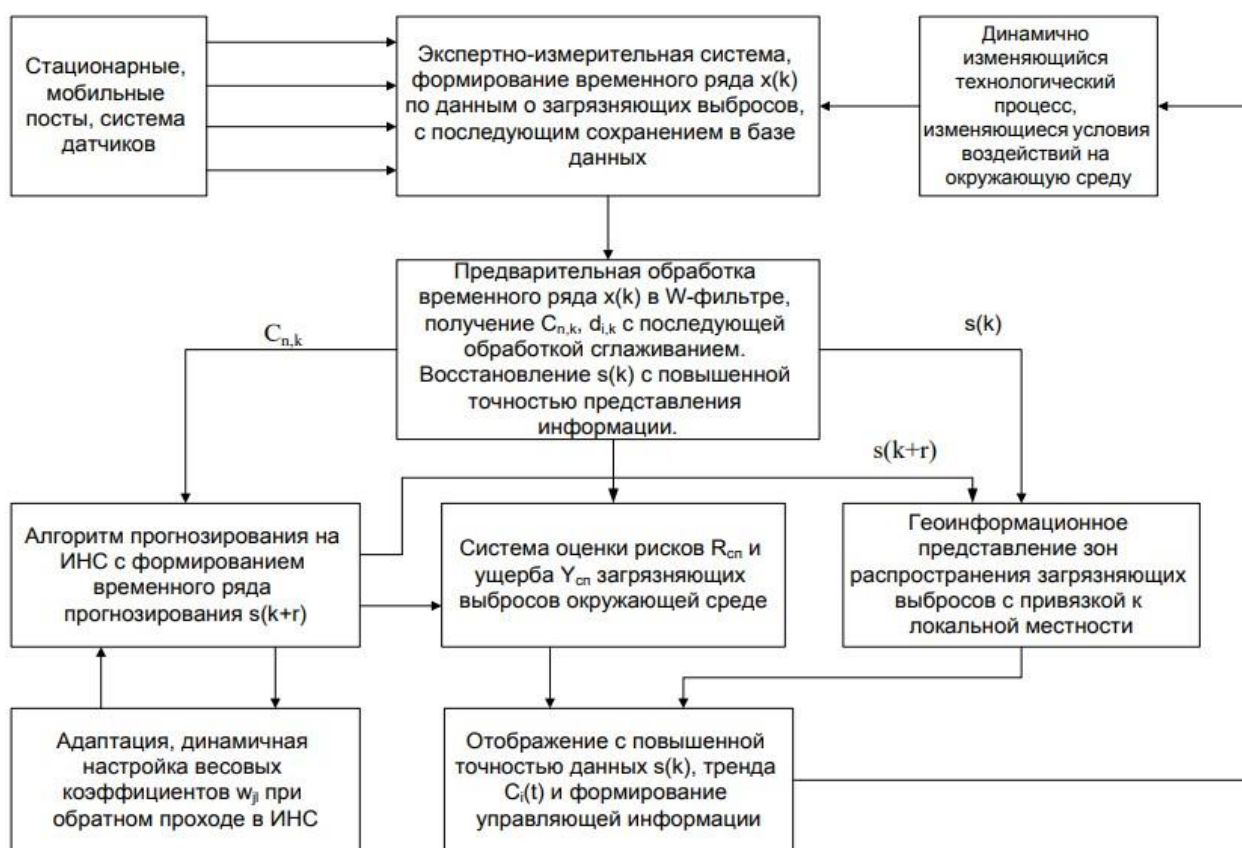 Стационарные,
мобильные
посты, система
датчиков
Экспертно-измерительная система,
формирование временного ряда x(k)
по данным о загрязняющих выбросов,
с последующим сохранением в базе
данных
Динамично
изменяющийся
технологический
процесс,
изменяющиеся условия
воздействий на
окружающую среду
Предварительная обработка
временного ряда x(k) в W-фильтре,
получение Cn,k, di,k с последующей
обработкой сглаживанием.
Восстановление s(k) с повышенной
точностью представления
информации.
Cn,k
s(k)
s(k+r)
Алгоритм прогнозирования на
ИНС с формированием
временного ряда
прогнозирования s(k+r)
Система оценки рисков Rсп и
ущерба Yсп загрязняющих
выбросов окружающей среде
Геоинформационное
представление зон
распространения загрязняющих
выбросов с привязкой к
локальной местности
Адаптация, динамичная
настройка весовых
коэффициентов wji при
обратном проходе в ИНС
Отображение с повышенной
точностью данных s(k), тренда
Ci(t) и формирование
управляющей информации